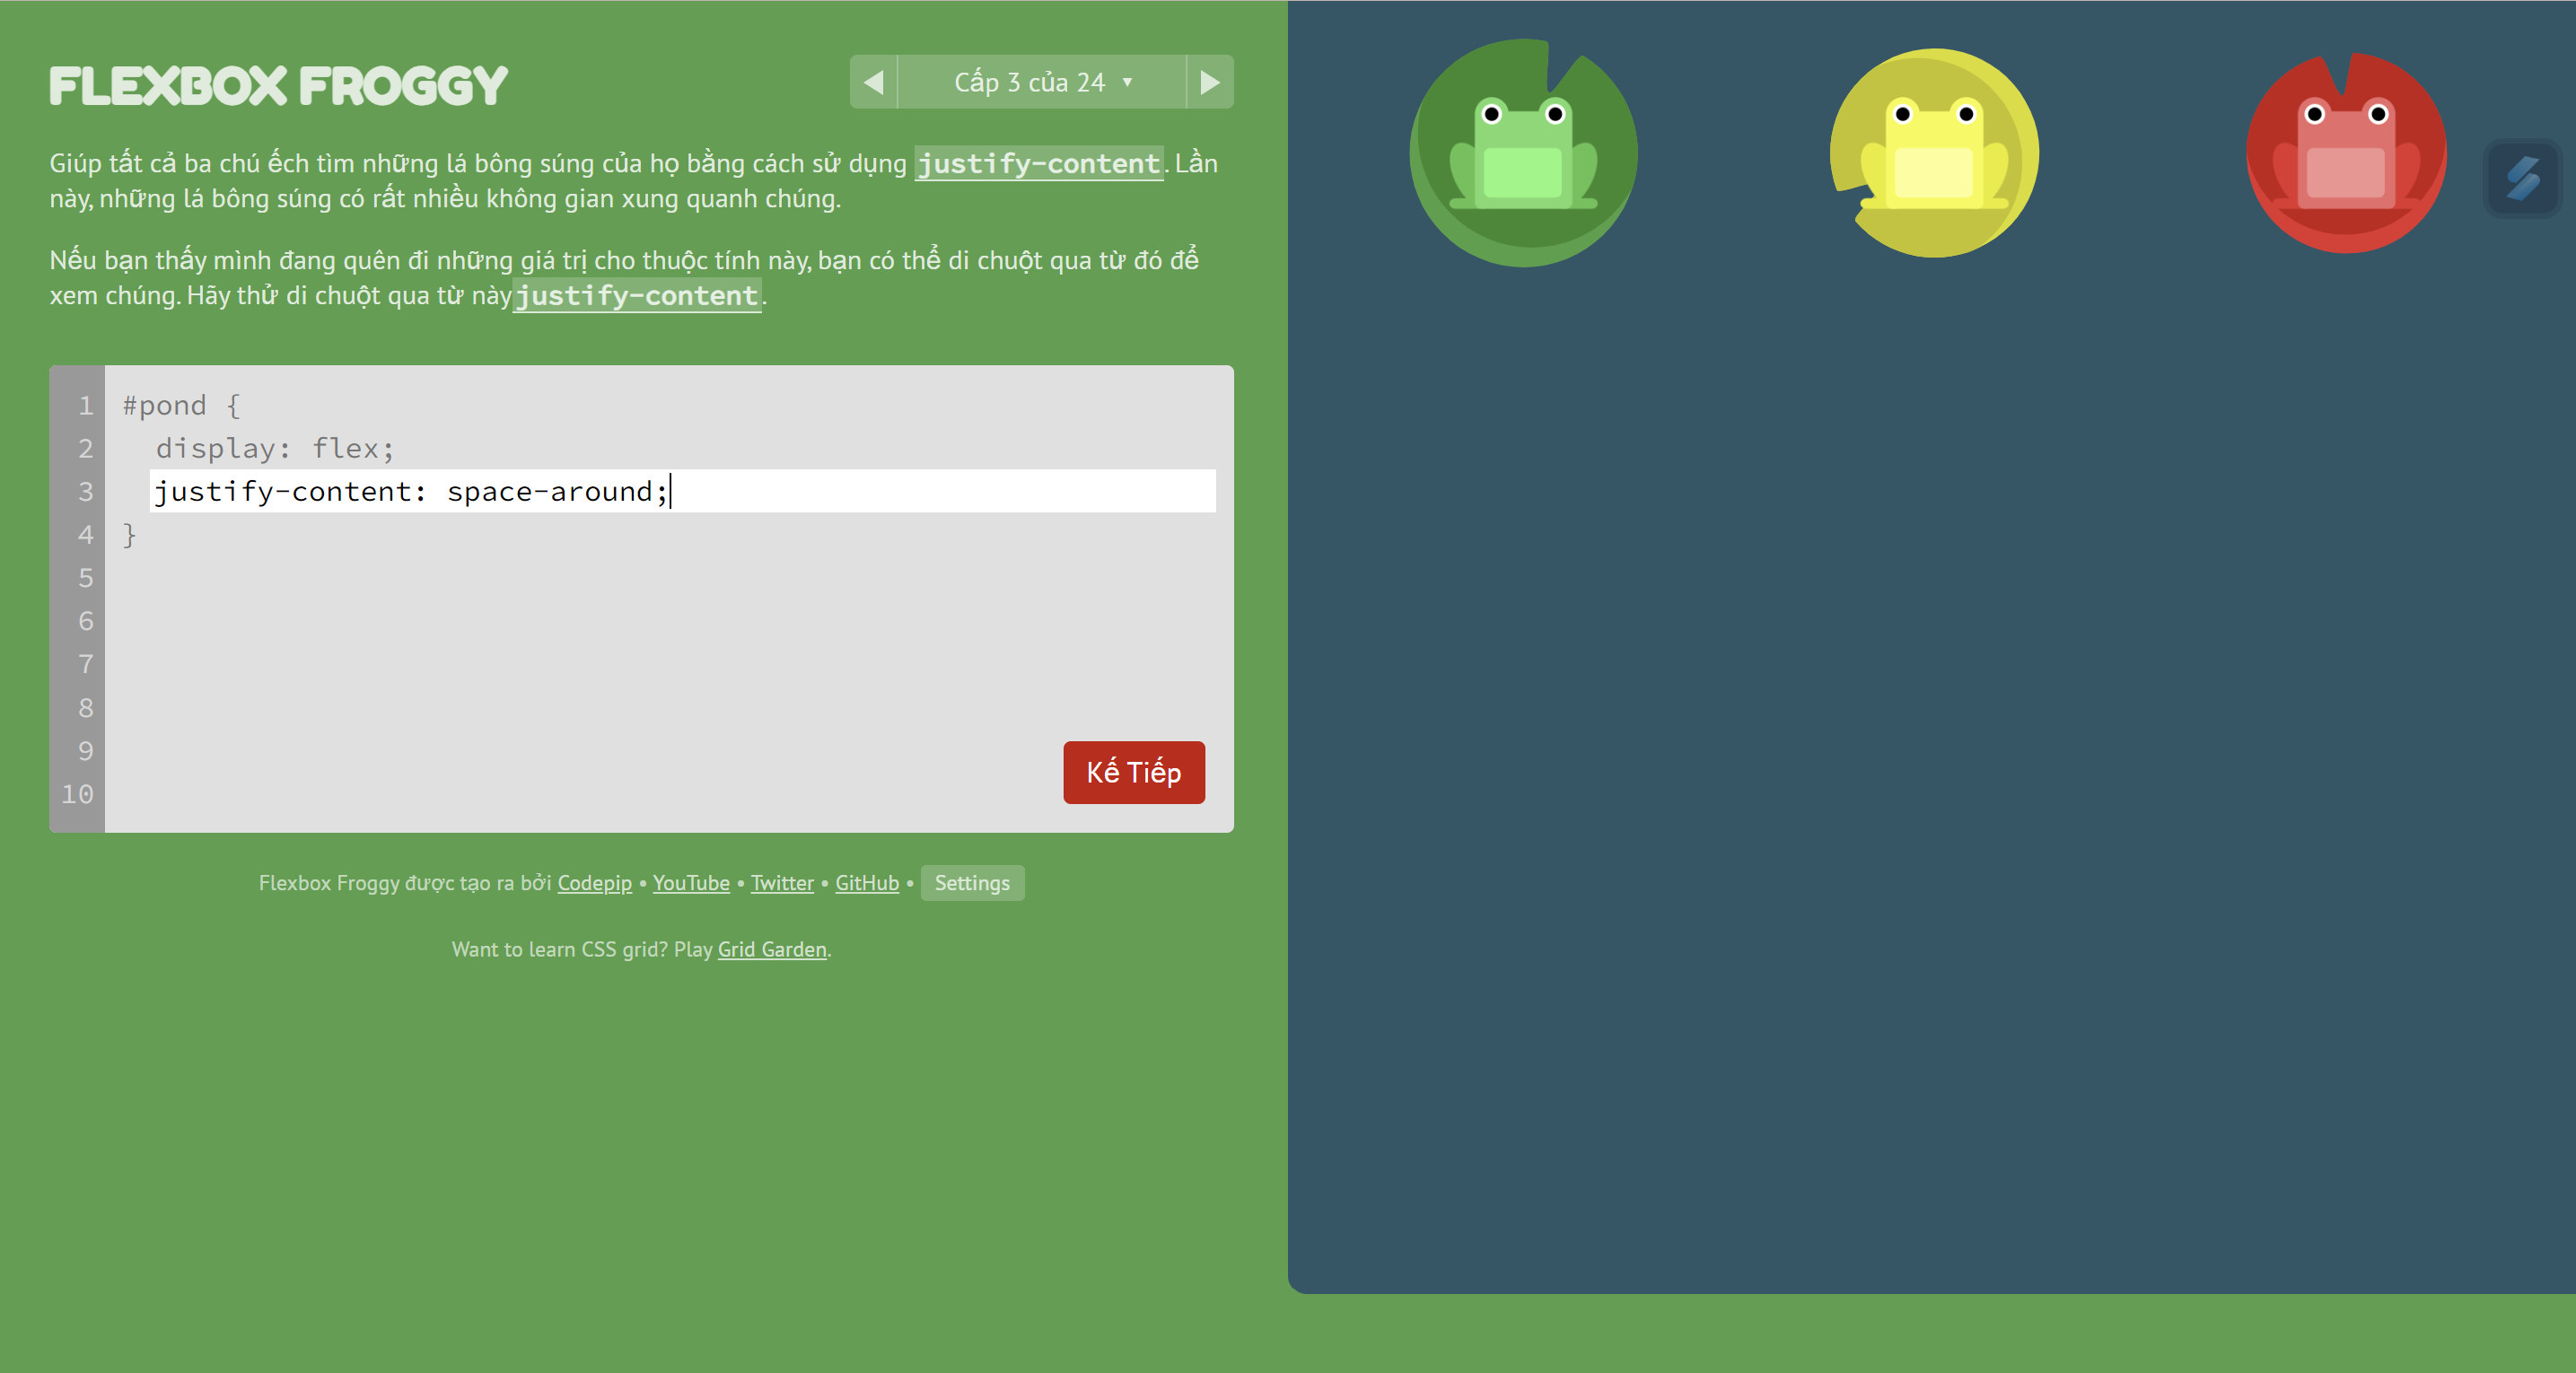 FLEXBOX FROGGY
Cấp 3 của 24 ▼
Giúp tất cả ba chú ếch tìm những lá bông súng của họ bằng cách sử dụng justify-content. Lần
này, những lá bông súng có rất nhiều không gian xung quanh chúng.
Nếu bạn thấy mình đang quên đi những giá trị cho thuộc tính này, bạn có thể di chuột qua từ đó để
xem chúng. Hãy thử di chuột qua từ này justify-content.
1 #pond {
2 display: flex;
3 justify-content: space-around;
4 }
5
6
7
8
9
10
Kế Tiếp
Flexbox Froggy được tạo ra bởi Codepip • YouTube • Twitter • GitHub • Settings
Want to learn CSS grid? Play Grid Garden.